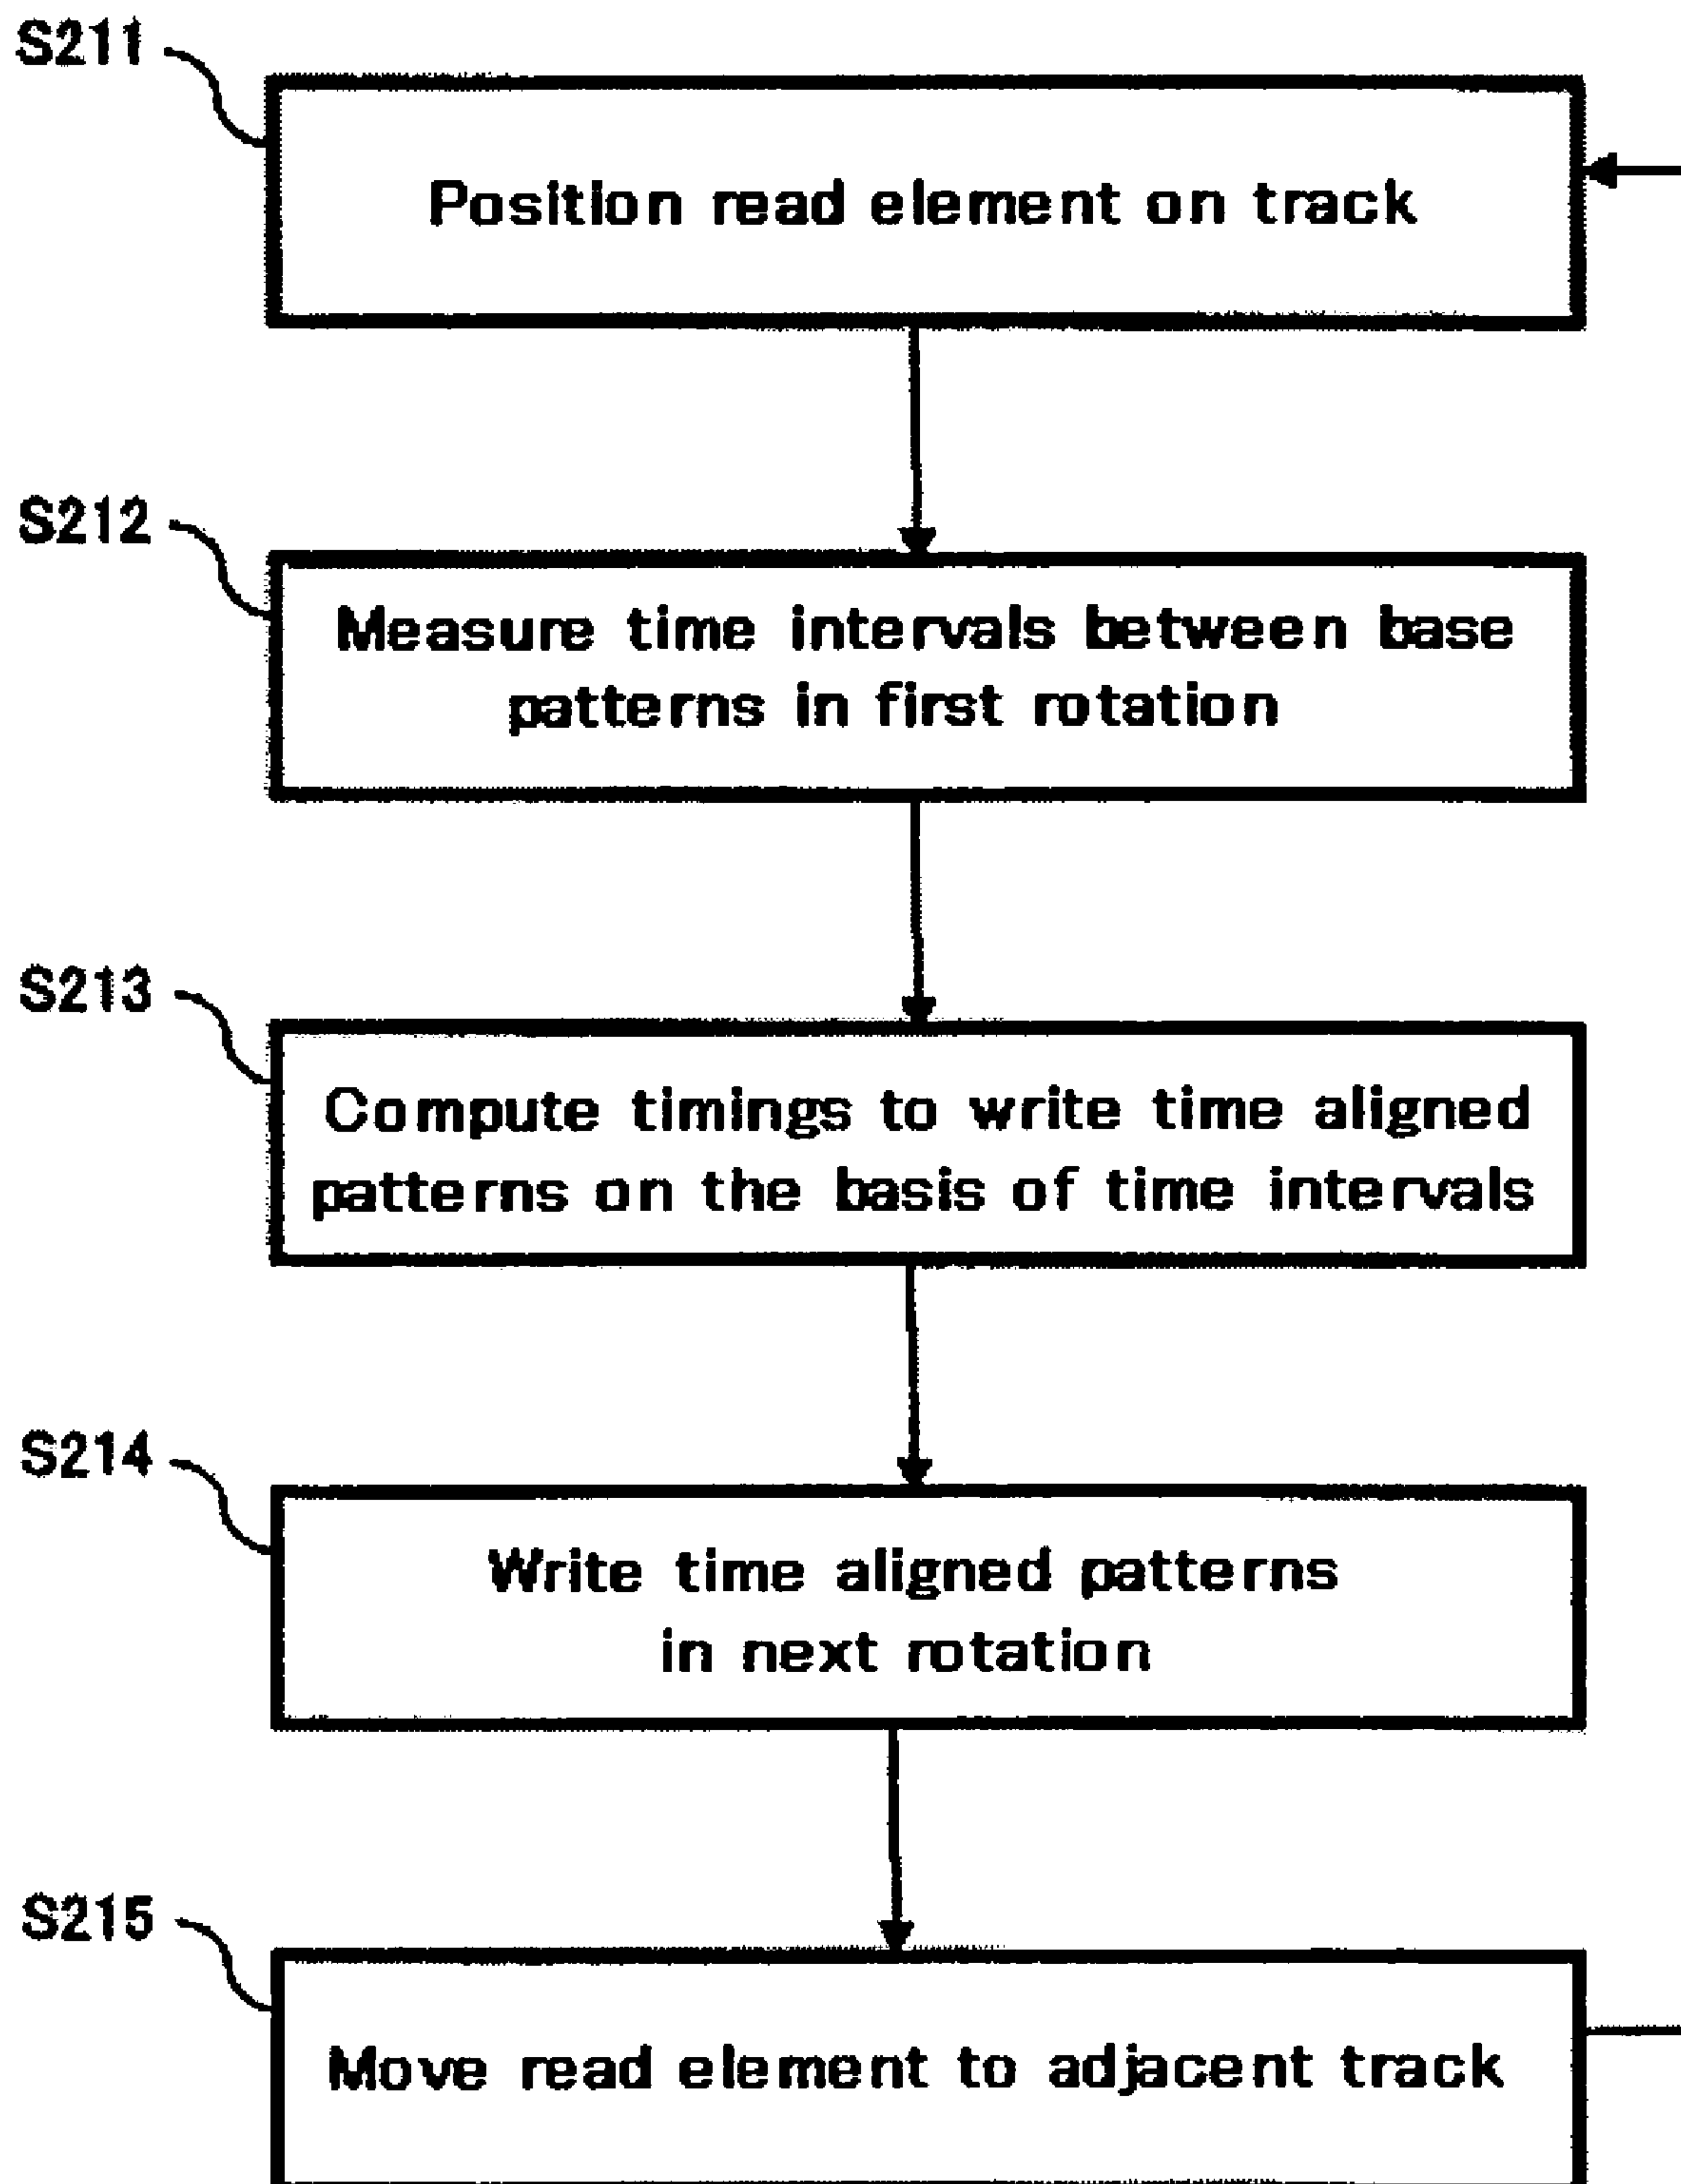 S211
Position read element on track
S212
Measure time intervals between base
patterns in first rotation
S213
Compute timings to write time aligned
patterns on the basis of time intervals
S214
Write time aligned patterns
in next rotation
S215
Move read element to adjacent track